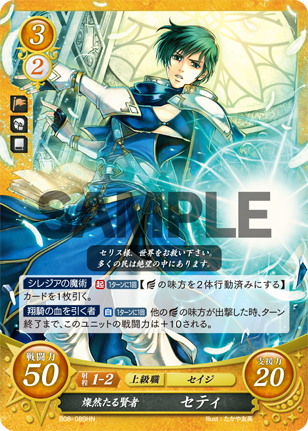 3
2
SAMPLE
セリス様、世界をお救い下さい。
多くの民は絶望の中にあります。
シレジアの魔術 起 1ターンに1回 【の味方を2体行動済みにする】
カードを1枚引く。
翔騎の血を引く者 自 1ターンに1回 他のの味方が出撃した時、ターン
終了まで、このユニットの戦闘力は+10される。
戦闘力 50
射程 1-2
上級職
セイジ
支援力 20
B08-089HN
燦然たる賢者 セティ
Illust:たかや友英